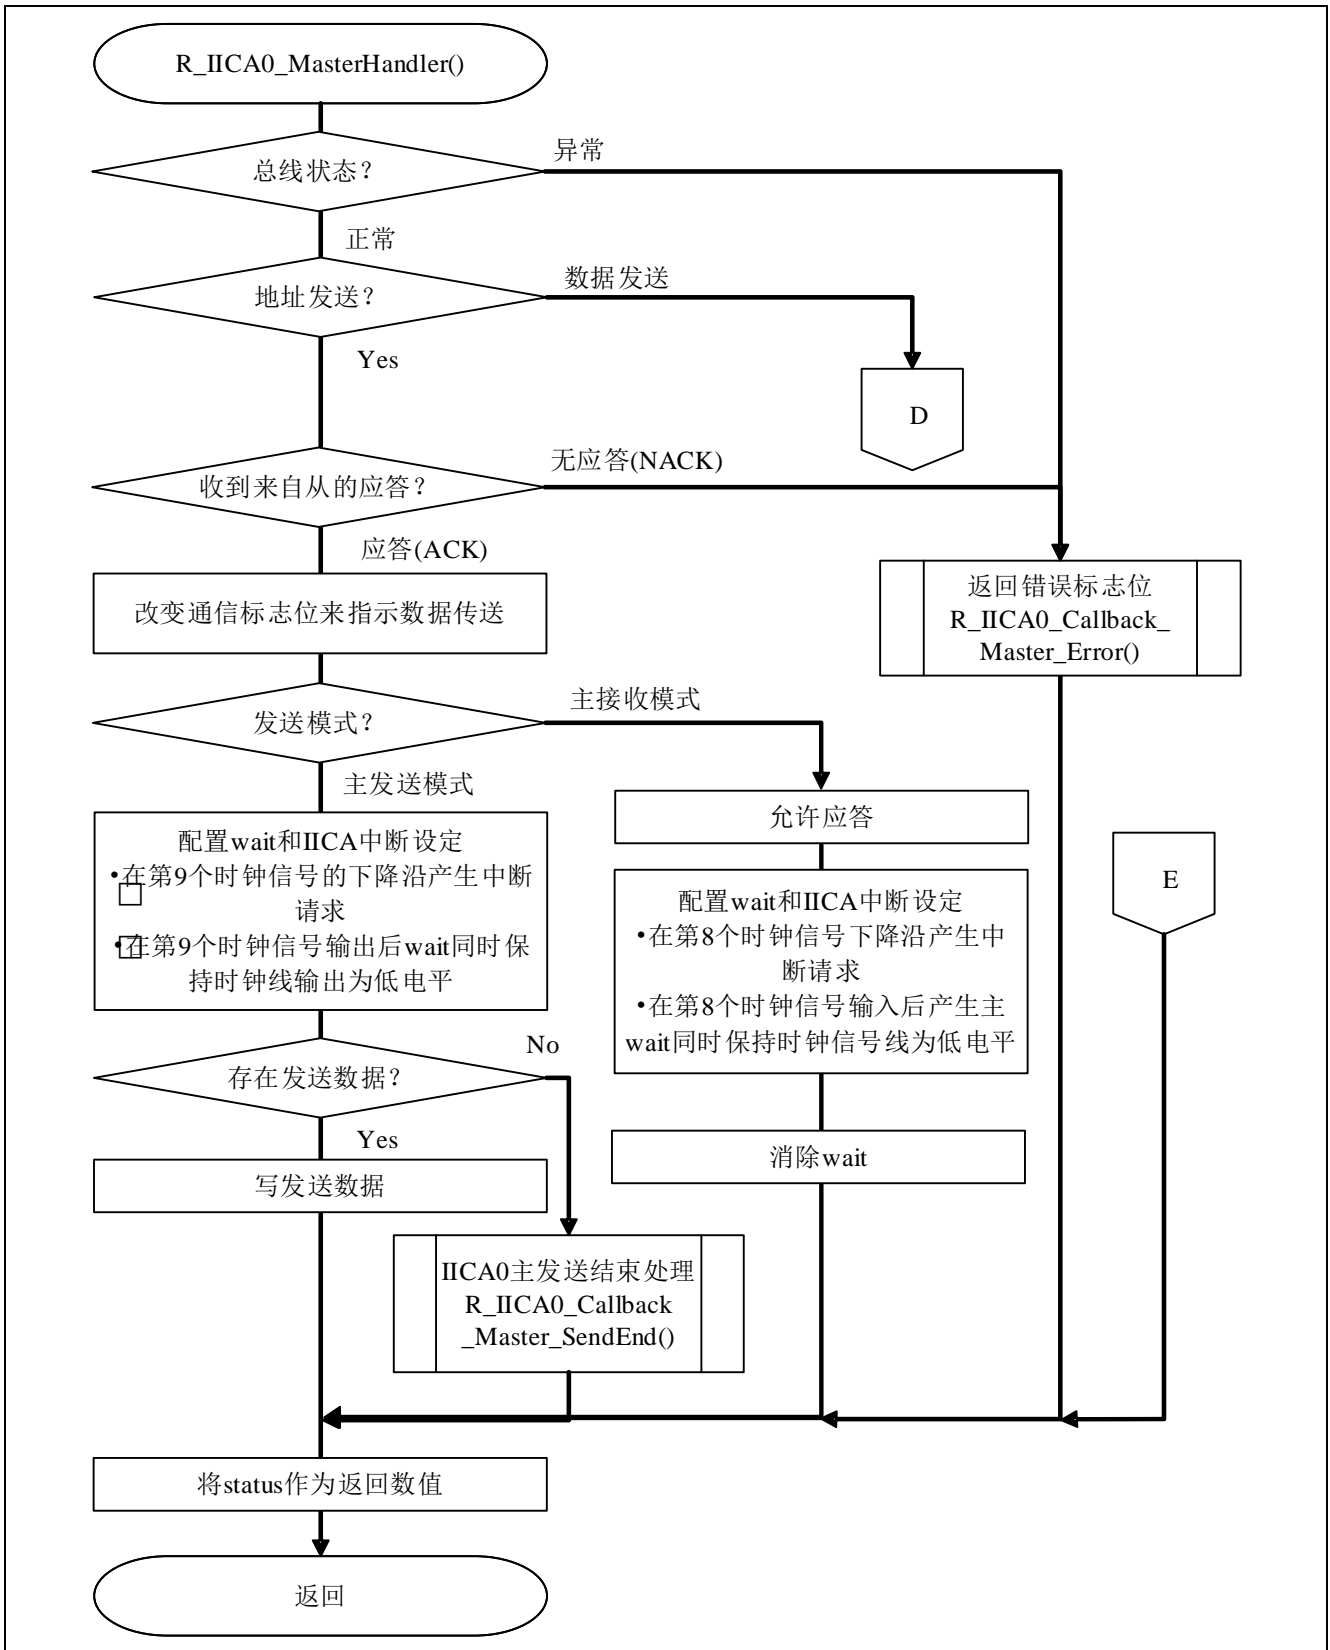 R_IICA0_MasterHandler()
总线状态？
异常
正常
地址发送？
数据发送
Yes
D
收到来自从的应答？
无应答(NACK)
应答(ACK)
改变通信标志位来指示数据传送
返回错误标志位
R_IICA0_Callback_
Master_Error()
发送模式？
主接收模式
主发送模式
配置wait和IICA中断设定
•在第9个时钟信号的下降沿产生中断
请求
•在第9个时钟信号输出后wait同时保
持时钟线输出为低电平
允许应答
配置wait和IICA中断设定
•在第8个时钟信号下降沿产生中
断请求
•在第8个时钟信号输入后产生主
wait同时保持时钟信号线为低电平
E
存在发送数据？
No
Yes
写发送数据
消除wait
IICA0主发送结束处理
R_IICA0_Callback
_Master_SendEnd()
将status作为返回数值
返回